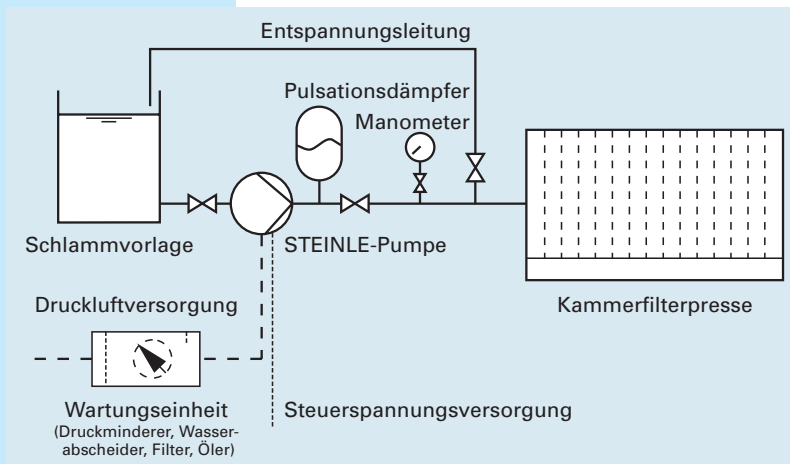 Entspannungsleitung
Pulsationsdämpfer
Manometer
Schlammvorlage
STEINLE-Pumpe
Kammerfilterpresse
Druckluftversorgung
Wartungseinheit
(Druckminderer, Wasser-
abscheider, Filter, Öler)
Steuerspannungsversorgung